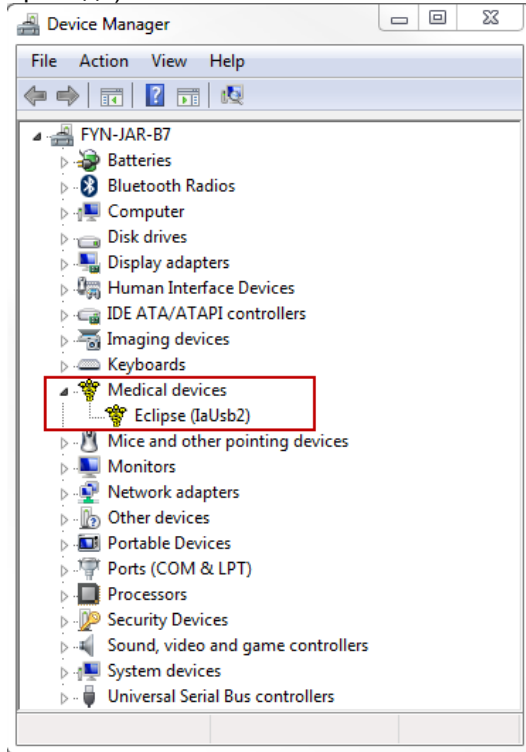 Device Manager
File Action View Help
FYN-JAR-B7
Batteries
Bluetooth Radios
Computer
Disk drives
Display adapters
Human Interface Devices
IDE ATA/ATAPI controllers
Imaging devices
Keyboards
Medical devices
Eclipse (IaUsb2)
Mice and other pointing devices
Monitors
Network adapters
Other devices
Portable Devices
Ports (COM & LPT)
Processors
Security Devices
Sound, video and game controllers
System devices
Universal Serial Bus controllers